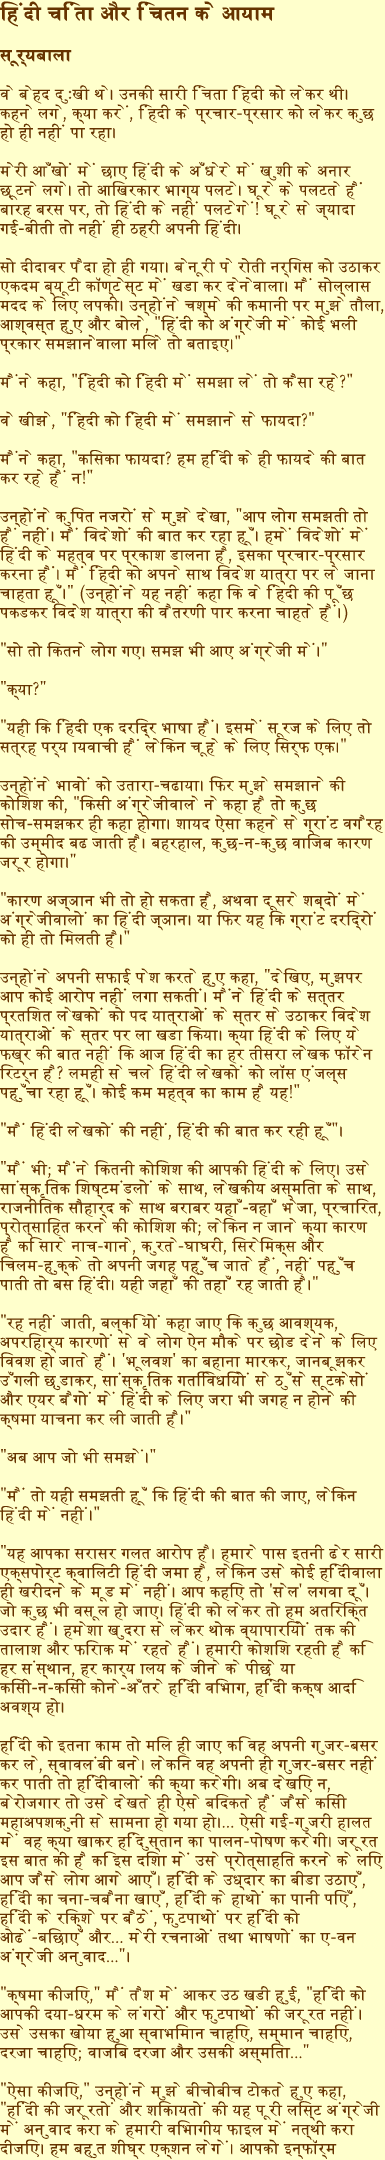 हिंदी चिंता और चिंतन के आयाम
सूर्यबाला
वे बेहद दुःखी थे। उनकी सारी चिंता हिंदी को लेकर थी।
कहने लगे, क्या करें, हिंदी के प्रचार-प्रसार को लेकर कुछ
हो ही नहीं पा रहा।
मेरी आँखों में छाए हिंदी के अँधेरे में खुशी के अनार
छूटने लगे। तो आखिरकार भाग्य पलटे। घूरे के पलटते हैं
बारह बरस पर, तो हिंदी के नहीं पलटेगें! घूरे से ज्यादा
गई-बीती तो नहीं ही ठहरी अपनी हिंदी।
सो दीदावर पैदा हो ही गया। बेनूरी पे रोती नर्गिस को उठाकर
एकदम ब्यूटी कॉण्टेस्ट में खडा कर देनेवाला। मैं सोल्लास
मदद के लिए लपकी। उन्होंने चश्मे की कमानी पर मुझे तौला,
आश्वस्त हुए और बोले, "हिंदी को अंग्रेजी में कोई भली
प्रकार समझानेवाला मिले तो बताइए।"
मैंने कहा, "हिंदी को हिंदी में समझा लें तो कैसा रहे?"
वे खीझे, "हिंदी को हिंदी में समझाने से फायदा?"
मैंने कहा, "किसका फायदा? हम हिंदी के ही फायदे की बात
कर रहे हैं न!"
उन्होंने कुपित नजरों से मुझे देखा, "आप लोग समझती तो
हैं नहीं। मैं विदेशों की बात कर रहा हूँ। हमें विदेशों में
हिंदी के महत्व पर प्रकाश डालना है, इसका प्रचार-प्रसार
करना हैं। मैं हिंदी को अपने साथ विदेश यात्रा पर ले जाना
चाहता हूँ।" (उन्होंने यह नहीं कहा कि वे हिंदी की पूँछ
पकडकर विदेश यात्रा की वैतरणी पार करना चाहते हैं।)
"सो तो कितने लोग गए। समझ भी आए अंग्रेजी में।"
"क्या?"
"यही कि हिंदी एक दरिद्र भाषा हैं। इसमें सूरज के लिए तो
सत्रह पर्यायवाची हैं लेकिन चूहे के लिए सिर्फ एक।"
उन्होंने भावों को उतारा-चढाया। फिर मुझे समझाने की
कोशिश की, "किसी अंग्रेजीवाले ने कहा है तो कुछ
सोच-समझकर ही कहा होगा। शायद ऐसा कहने से ग्रांट वगैरह
की उम्मीद बढ जाती है। बहरहाल, कुछ-न-कुछ वाजिब कारण
जरूर होगा।"
"कारण अज्ञान भी तो हो सकता है, अथवा दूसरे शब्दों में
अंग्रेजीवालों का हिंदी ज्ञान। या फिर यह कि ग्रांट दरिद्रों
को ही तो मिलती है।"
उन्होंने अपनी सफाई पेश करते हुए कहा, "देखिए, मुझपर
आप कोई आरोप नहीं लगा सकतीं। मैंने हिंदी के सत्तर
प्रतशित लेखकों को पद यात्राओं के स्तर से उठाकर विदेश
यात्राओं के स्तर पर ला खडा किया। क्या हिंदी के लिए ये
फख्र की बात नहीं कि आज हिंदी का हर तीसरा लेखक फॉरेन
रिटर्न है? लमही से चले हिंदी लेखकों को लॉस एंजल्स
पहुँचा रहा हूँ। कोई कम महत्व का काम है यह!"
"मैं हिंदी लेखकों की नहीं, हिंदी की बात कर रही हूँ"।
"मैं भी; मैंने कितनी कोशिश की आपकी हिंदी के लिए। उसे
सांस्कृतिक शिष्टमंडलों के साथ, लेखकीय अस्मिता के साथ,
राजनीतिक सौहार्द के साथ बराबर यहाँ-वहाँ भेजा, प्रचारित,
प्रोत्साहित करने की कोशिश की; लेकिन न जाने क्या कारण
है कि सारे नाच-गाने, कुरते-घाघरी, सिरेमिक्स और
चिलम-हुक्के तो अपनी जगह पहुँच जाते हैं, नहीं पहुँच
पाती तो बस हिंदी। यही जहाँ की तहाँ रह जाती है।"
"रह नहीं जाती, बल्कि यों कहा जाए कि कुछ आवश्यक,
अपरिहार्य कारणों से वे लोग ऐन मौके पर छोड देने के लिए
विवश हो जाते हैं। 'भूलवश' का बहाना मारकर, जानबूझकर
उँगली छुडाकर, सांस्कृतिक गतिविधियों से ठुँसे सूटकेसों
और एयर बैगों में हिंदी के लिए जरा भी जगह न होने की
क्षमा याचना कर ली जाती है।"
"अब आप जो भी समझें।"
"मैं तो यही समझती हूँ कि हिंदी की बात की जाए, लेकिन
हिंदी में नहीं।"
"यह आपका सरासर गलत आरोप है। हमारे पास इतनी ढेर सारी
एक्सपोर्ट क्वालिटी हिंदी जमा है, लेकिन उसे कोई हिंदीवाला
ही खरीदने के मूड में नहीं। आप कहिए तो 'सेल' लगवा दूँ।
जो कुछ भी वसूल हो जाए। हिंदी को लेकर तो हम अतिरिक्त
उदार हैं। हमेशा खुदरा से लेकर थोक व्यापारियों तक की
तालाश और फिराक में रहते हैं। हमारी कोशिश रहती है कि
हर संस्थान, हर कार्यालय के जीने के पीछे या
किसी-न-किसी कोने-अँतरे हिंदी विभाग, हिंदी कक्ष आदि
अवश्य हो।
हिंदी को इतना काम तो मिल ही जाए कि वह अपनी गुजर-बसर
कर ले, स्वावलंबी बने। लेकिन वह अपनी ही गुजर-बसर नहीं
कर पाती तो हिंदीवालों की क्या करेगी। अब देखिए न,
बेरोजगार तो उसे देखते ही ऐसे बिदकते हैं जैसे किसी
महाअपशकुनी से सामना हो गया हो।... ऐसी गई-गुजरी हालत
में वह क्या खाकर हिंदुस्तान का पालन-पोषण करेगी। जरूरत
इस बात की है कि इस दिशा में उसे प्रोत्साहित करने के लिए
आप जैसे लोग आगे आएँ। हिंदी के उध्दार का बीडा उठाएँ,
हिंदी का चना-चबैना खाएँ, हिंदी के हाथों का पानी पिएँ,
हिंदी के रिक्शे पर बैठें, फुटपाथों पर हिंदी को
ओढें-बिछाएँ और... मेरी रचनाओं तथा भाषणों का ए-वन
अंग्रेजी अनुवाद..."।
"क्षमा कीजिए," मैं तैश में आकर उठ खडी हुई, "हिंदी को
आपकी दया-धरम के लंगरों और फुटपाथों की जरूरत नहीं।
उसे उसका खोया हुआ स्वाभिमान चाहिए, सम्मान चाहिए,
दरजा चाहिए; वाजिब दरजा और उसकी अस्मिता..."
"ऐसा कीजिए," उन्होंने मुझे बीचोबीच टोकते हुए कहा,
"हिंदी की जरूरतों और शिकायतों की यह पूरी लिस्ट अंग्रेजी
में अनुवाद करा के हमारी विभागीय फाइल में नत्थी करा
दीजिए। हम बहुत शीघ्र एक्शन लेंगे। आपको इन्फॉर्म